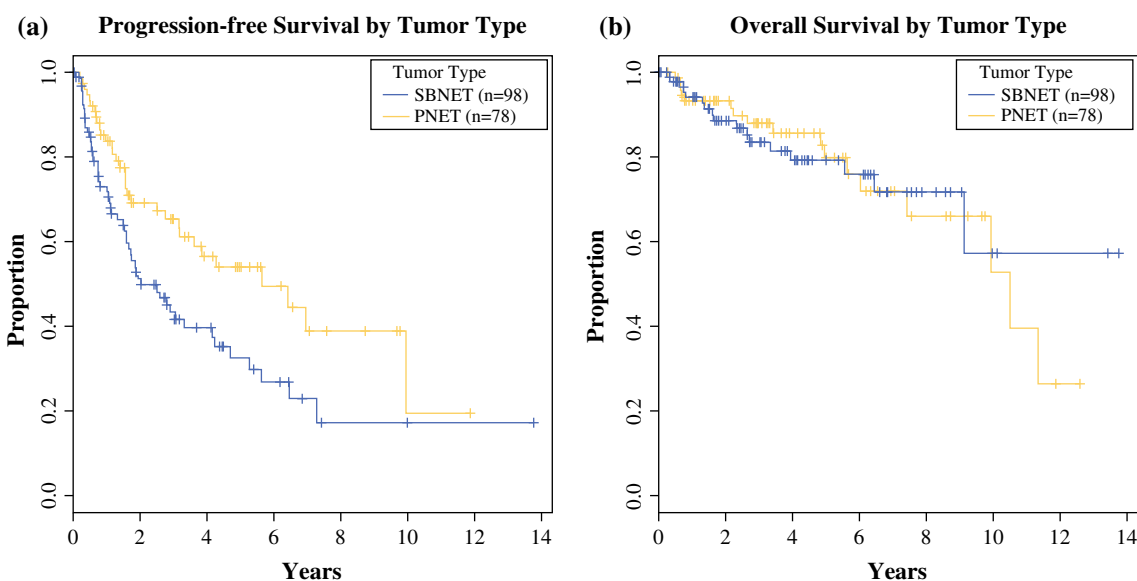 (a) Progression-free Survival by Tumor Type
Proportion
1.0
0.8
0.6
0.4
0.2
0.0
Tumor Type
SBNET (n=98)
PNET (n=78)
0 2 4 6 8 10 12 14
Years
(b) Overall Survival by Tumor Type
Proportion
1.0
0.8
0.6
0.4
0.2
0.0
Tumor Type
SBNET (n=98)
PNET (n=78)
0 2 4 6 8 10 12 14
Years